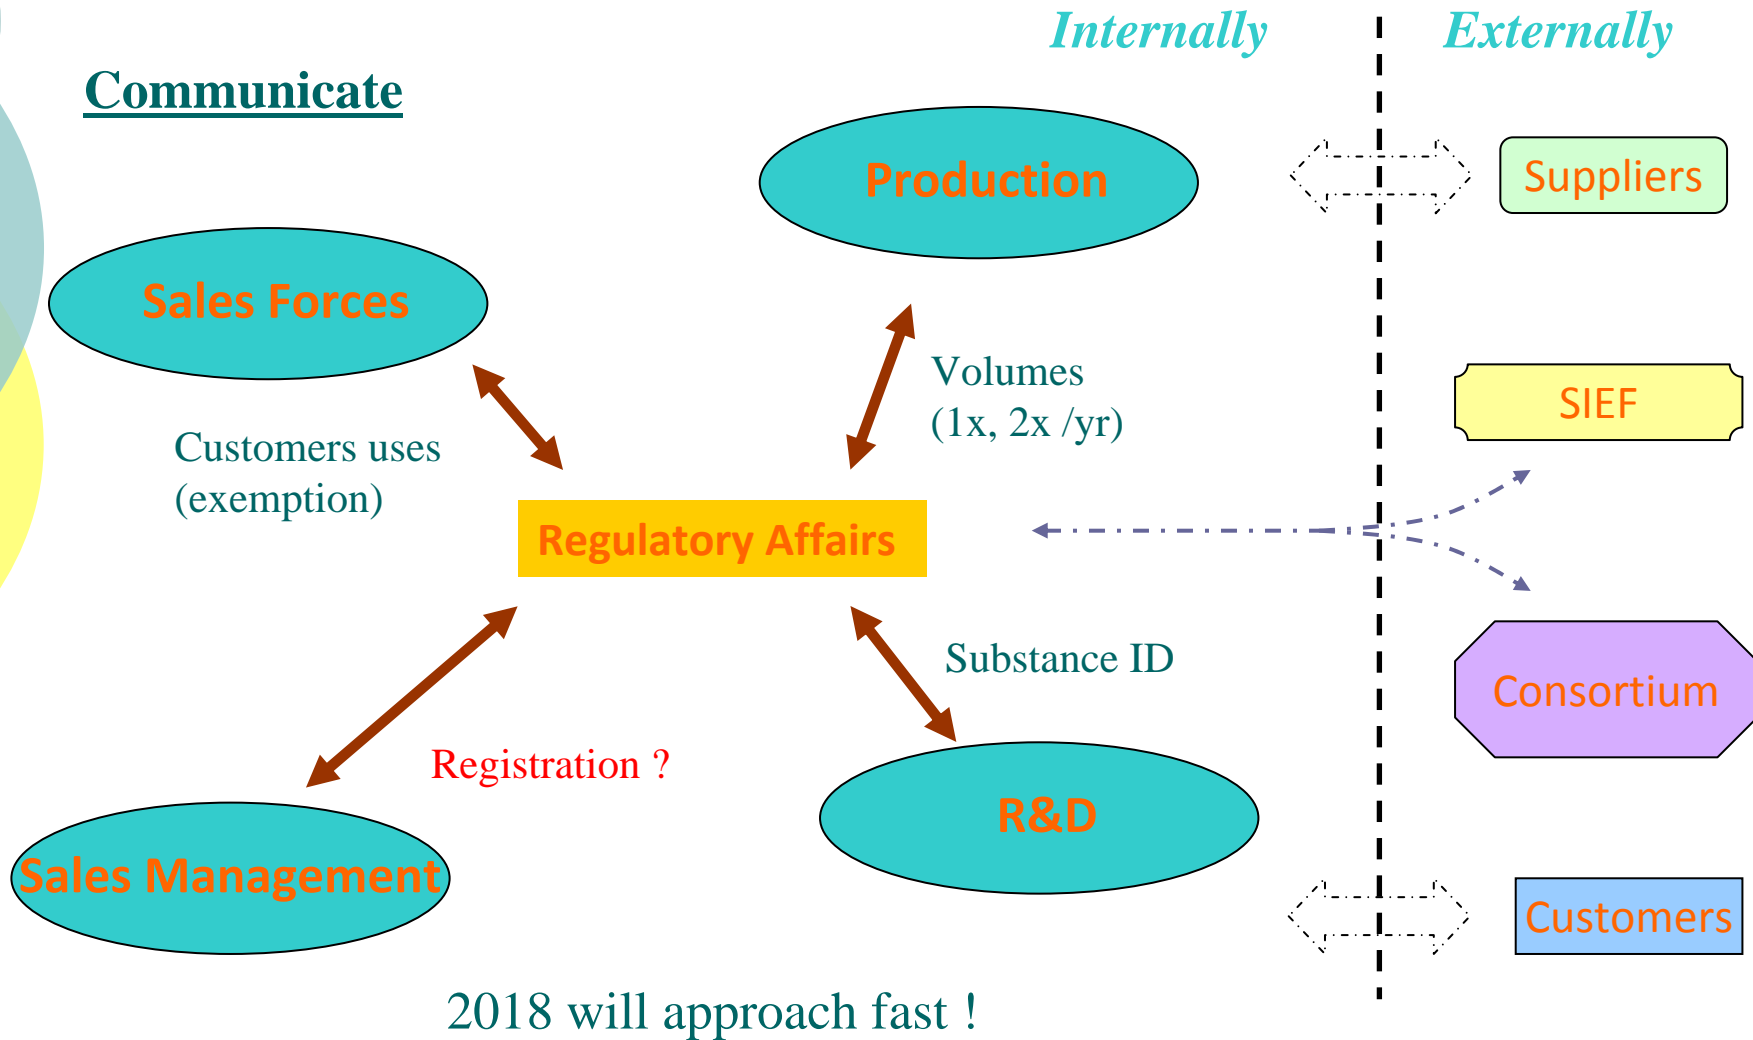 Internally
Externally
Communicate
Production
Suppliers
Sales Forces
Volumes
(1x, 2x /yr)
SIEF
Customers uses
(exemption)
Regulatory Affairs
Substance ID
Consortium
Registration ?
R&D
Sales Management
Customers
2018 will approach fast !